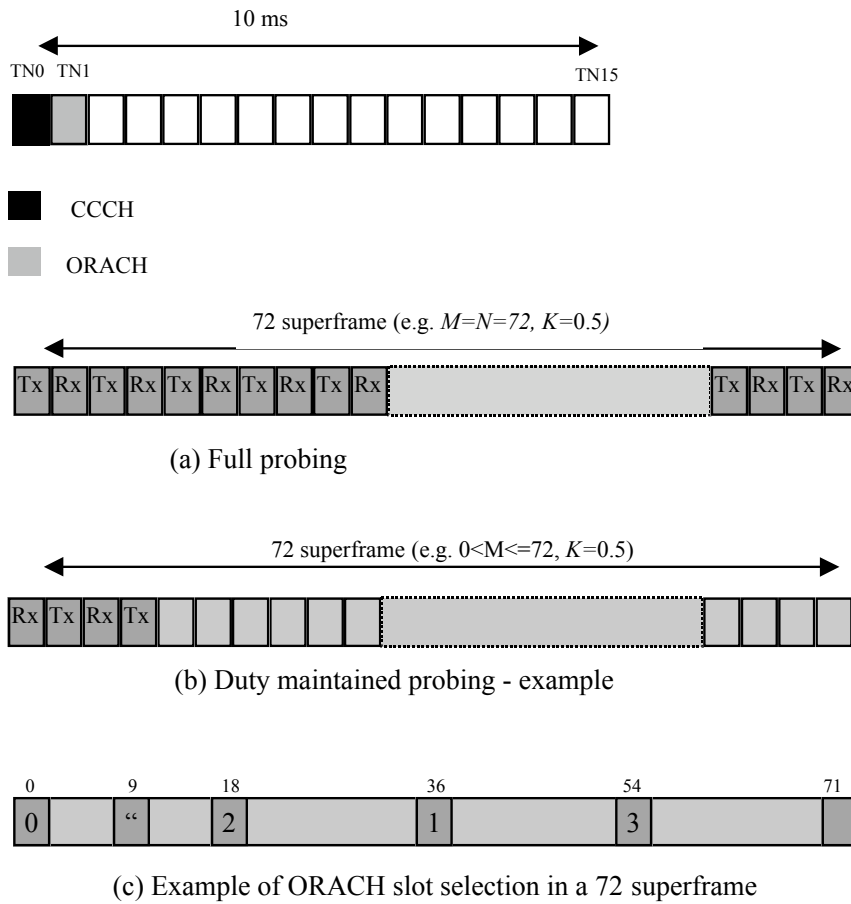 10 ms
TN0 TN1 TN15
CCCH
ORACH
72 superframe (e.g. M=N=72, K=0.5)
Tx Rx Tx Rx Tx Rx Tx Rx Tx Rx Tx Rx Tx Rx
(a) Full probing
72 superframe (e.g. 0<M<=72, K=0.5)
Rx Tx Rx Tx
(b) Duty maintained probing - example
0 9 18 36 54 71
0 “ 2 1 3
(c) Example of ORACH slot selection in a 72 superframe